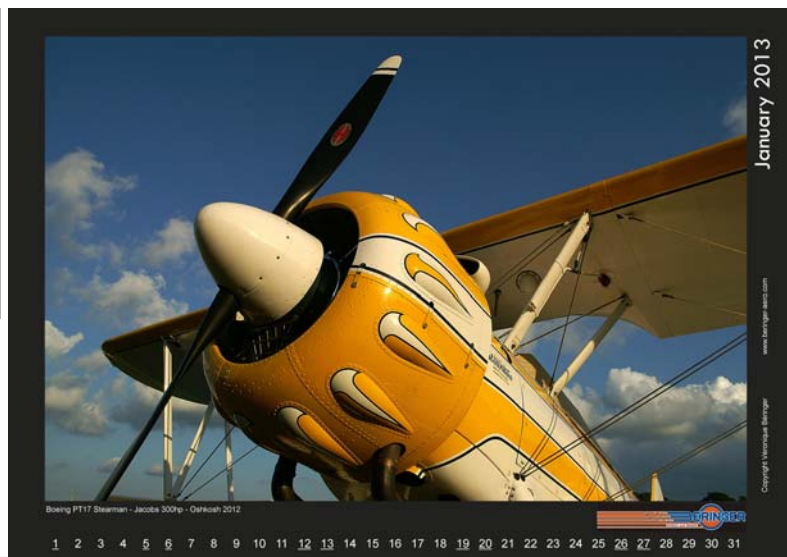 January 2013
www.beringer-aero.com
Copyright Véronique Béringer
Boeing PT17 Stearman - Jacobs 300hp - Oshkosh 2012
BERINGER
1 2 3 4 5 6 7 8 9 10 11 12 13 14 15 16 17 18 19 20 21 22 23 24 25 26 27 28 29 30 31